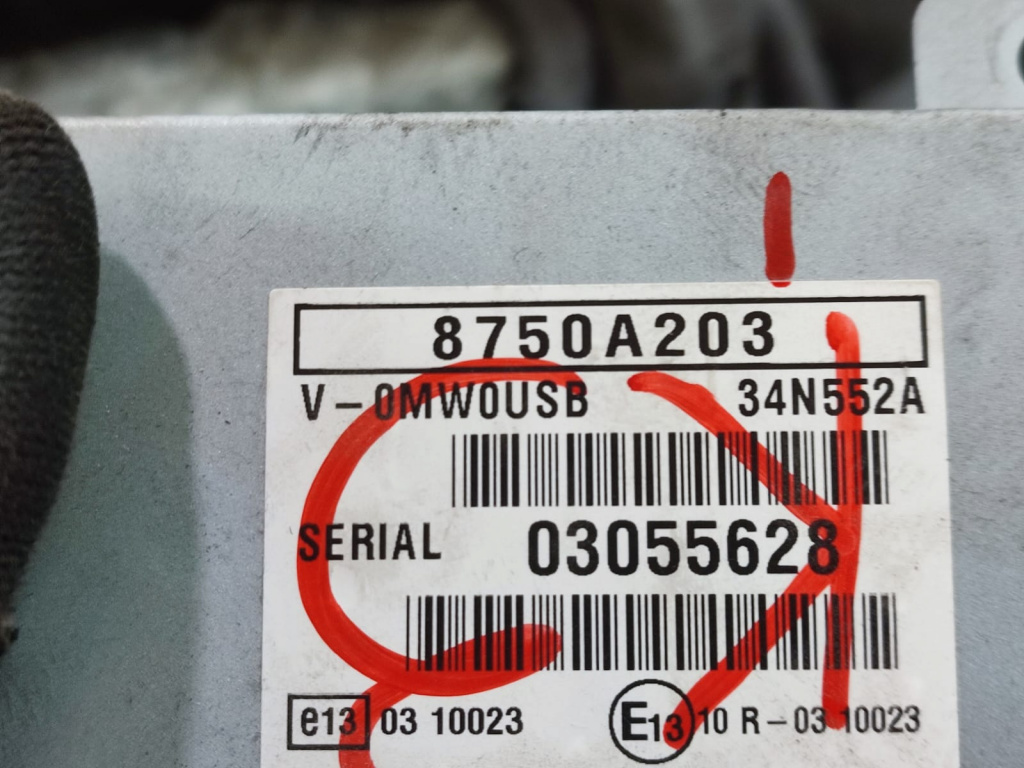 8750A203
V-0MW0USB 34N552A
SERIAL 03055628
e13 03 10023 E13 10 R-03 10023